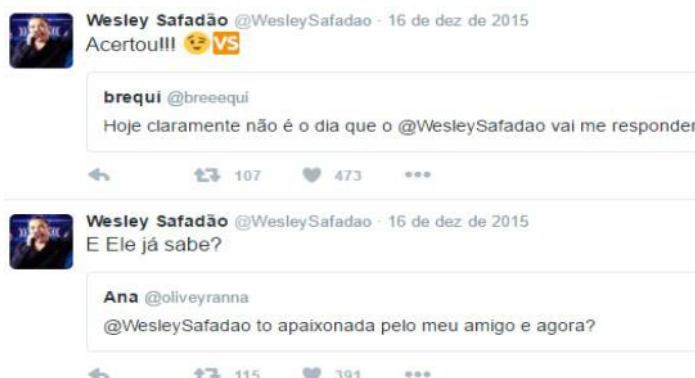 Wesley Safadão @WesleySafadao · 16 de dez de 2015
Acertou!!! 😉🆚
brequi @breeequi
Hoje claramente não é o dia que o @WesleySafadao vai me responder
107 473
Wesley Safadão @WesleySafadao · 16 de dez de 2015
E Ele já sabe?
Ana @oliveyranna
@WesleySafadao to apaixonada pelo meu amigo e agora?
115 391